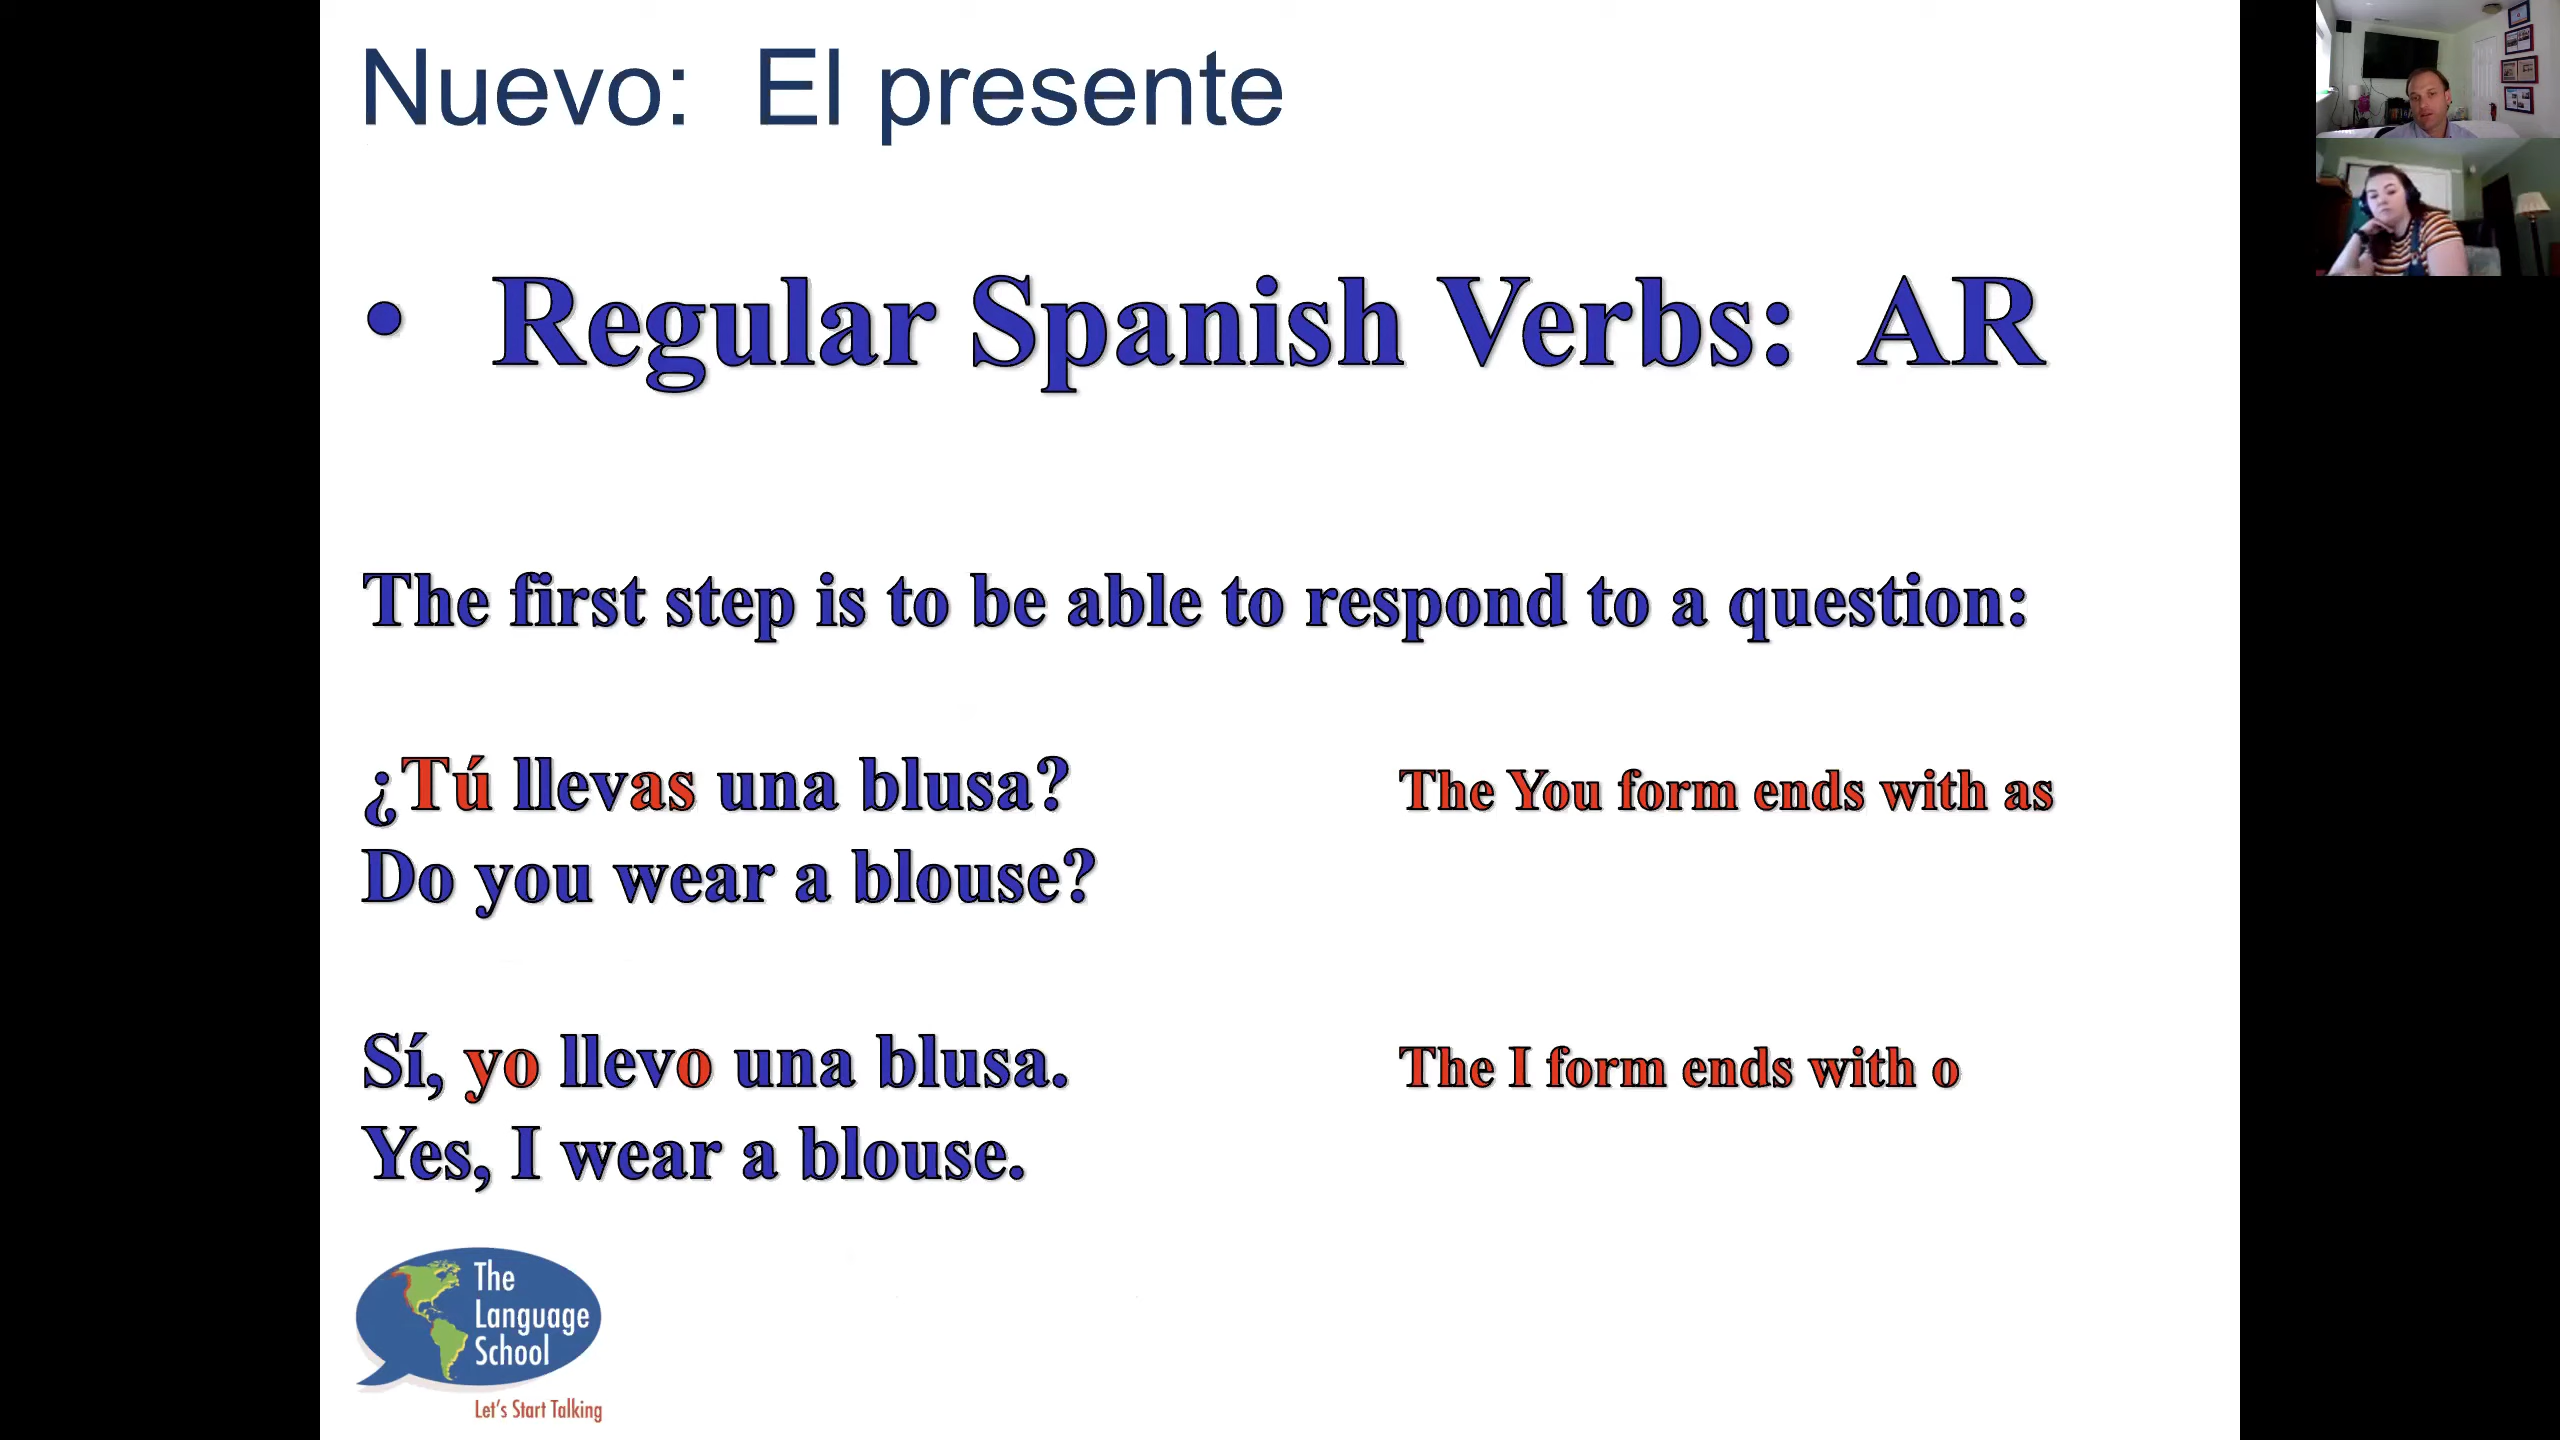 Nuevo: El presente
• Regular Spanish Verbs: AR
The first step is to be able to respond to a question:
¿Tú llevas una blusa? The You form ends with as
Do you wear a blouse?
Sí, yo llevo una blusa. The I form ends with o
Yes, I wear a blouse.
The
Language
School
Let's Start Talking